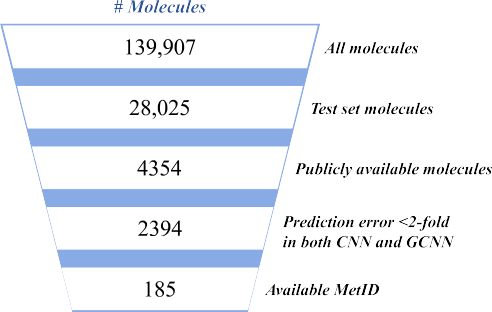 # Molecules
139,907
All molecules
28,025
Test set molecules
4354
Publicly available molecules
2394
Prediction error <2-fold
in both CNN and GCNN
185
Available MetID